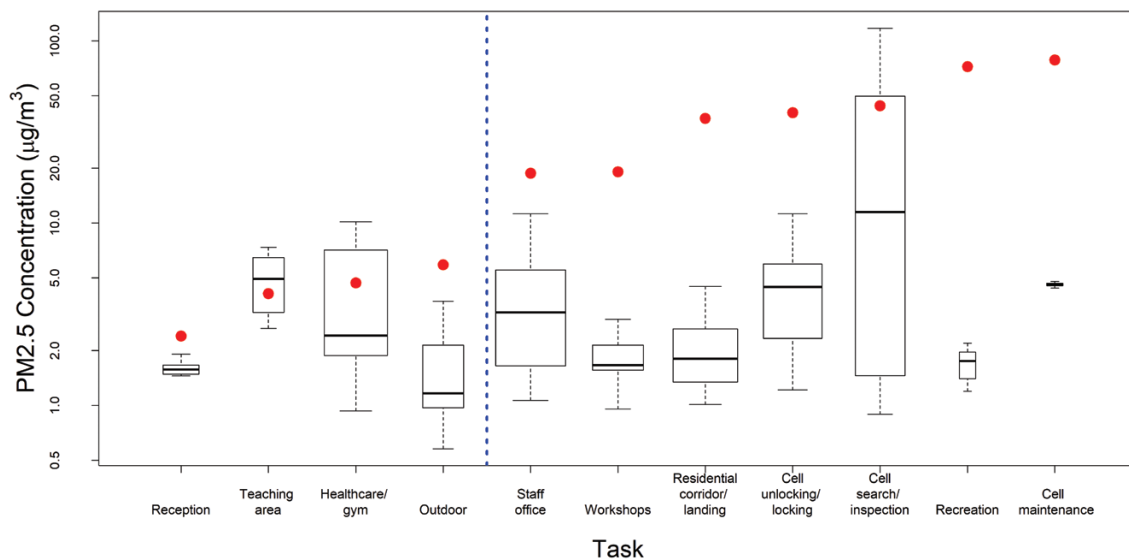 PM2.5 Concentration (μg/m³)
100.0
50.0
20.0
10.0
5.0
2.0
1.0
0.5
Reception
Teaching
area
Healthcare/
gym
Outdoor
Staff
office
Workshops
Residential
corridor/
landing
Cell
unlocking/
locking
Cell
search/
inspection
Recreation
Cell
maintenance
Task